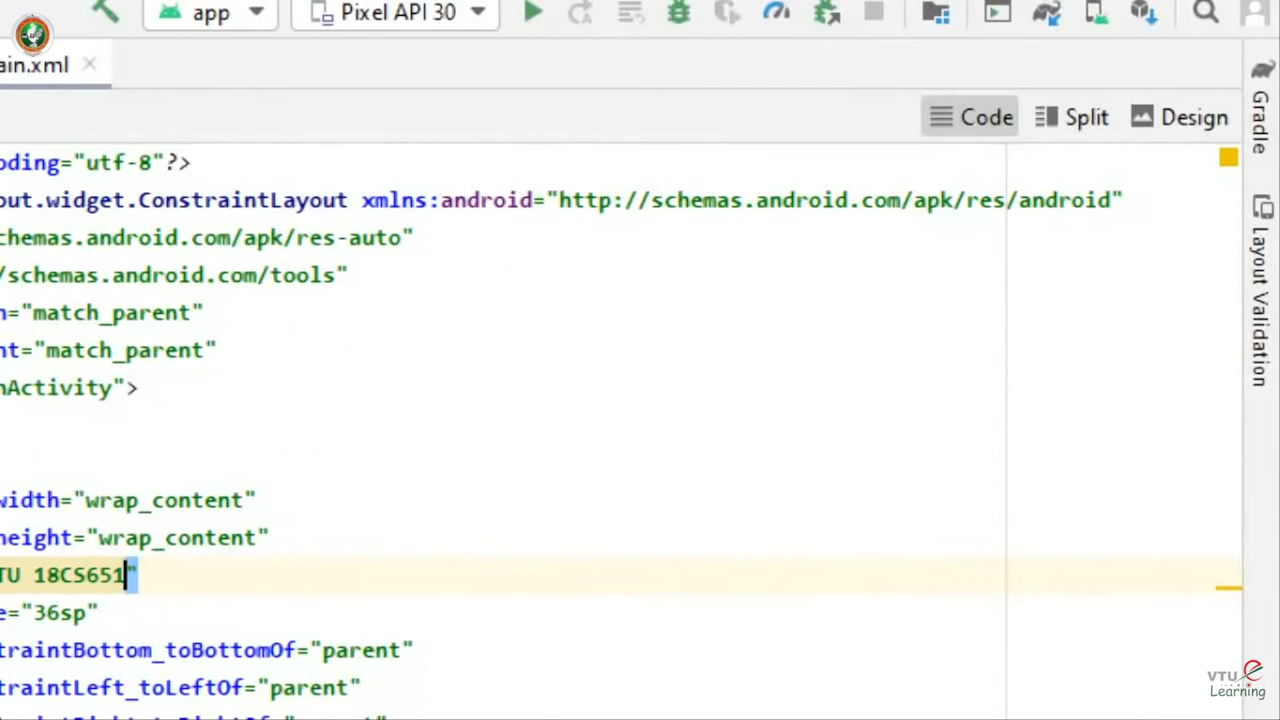 app
Pixel API 30
ain.xml
Code
Split
Design
Gradle
Layout Validation
oding="utf-8"?>
out.widget.ConstraintLayout xmlns:android="http://schemas.android.com/apk/res/android"
chemas.android.com/apk/res-auto"
/schemas.android.com/tools"
h="match_parent"
nt="match_parent"
nActivity">
width="wrap_content"
height="wrap_content"
TU 18CS651"
e="36sp"
traintBottom_toBottomOf="parent"
traintLeft_toLeftOf="parent"
VTU e
Learning